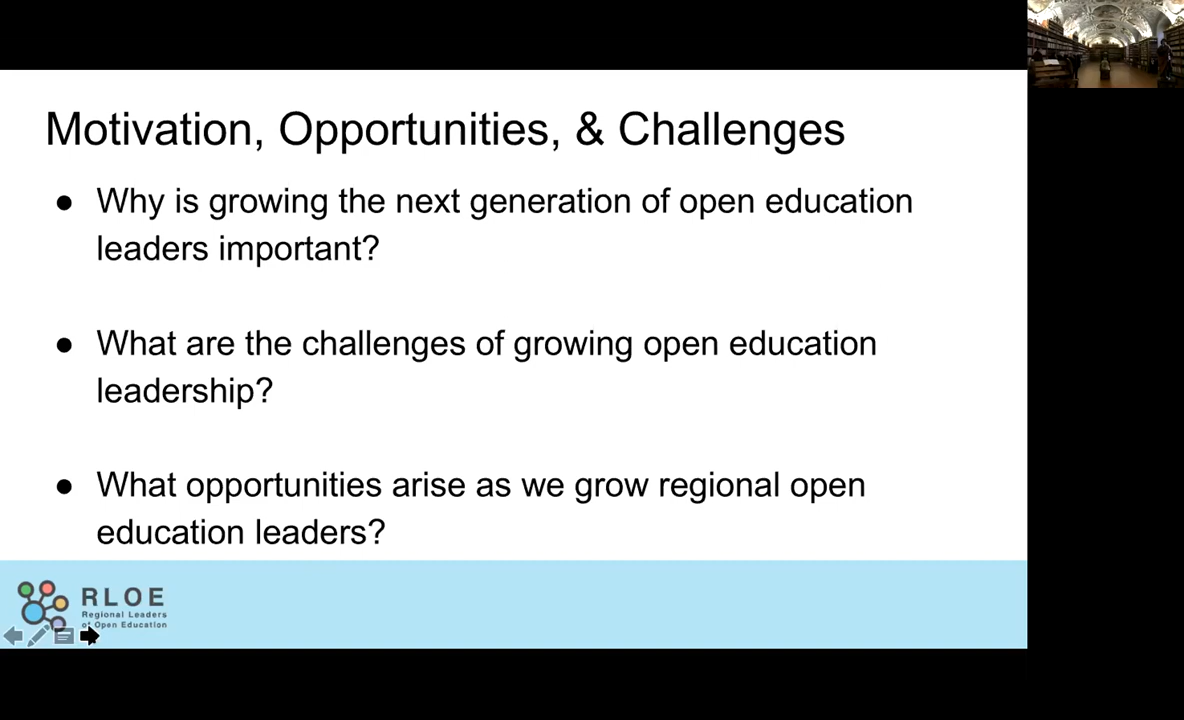 Motivation, Opportunities, & Challenges
● Why is growing the next generation of open education
leaders important?
● What are the challenges of growing open education
leadership?
● What opportunities arise as we grow regional open
education leaders?
RLOE
Regional Leaders
of Open Education